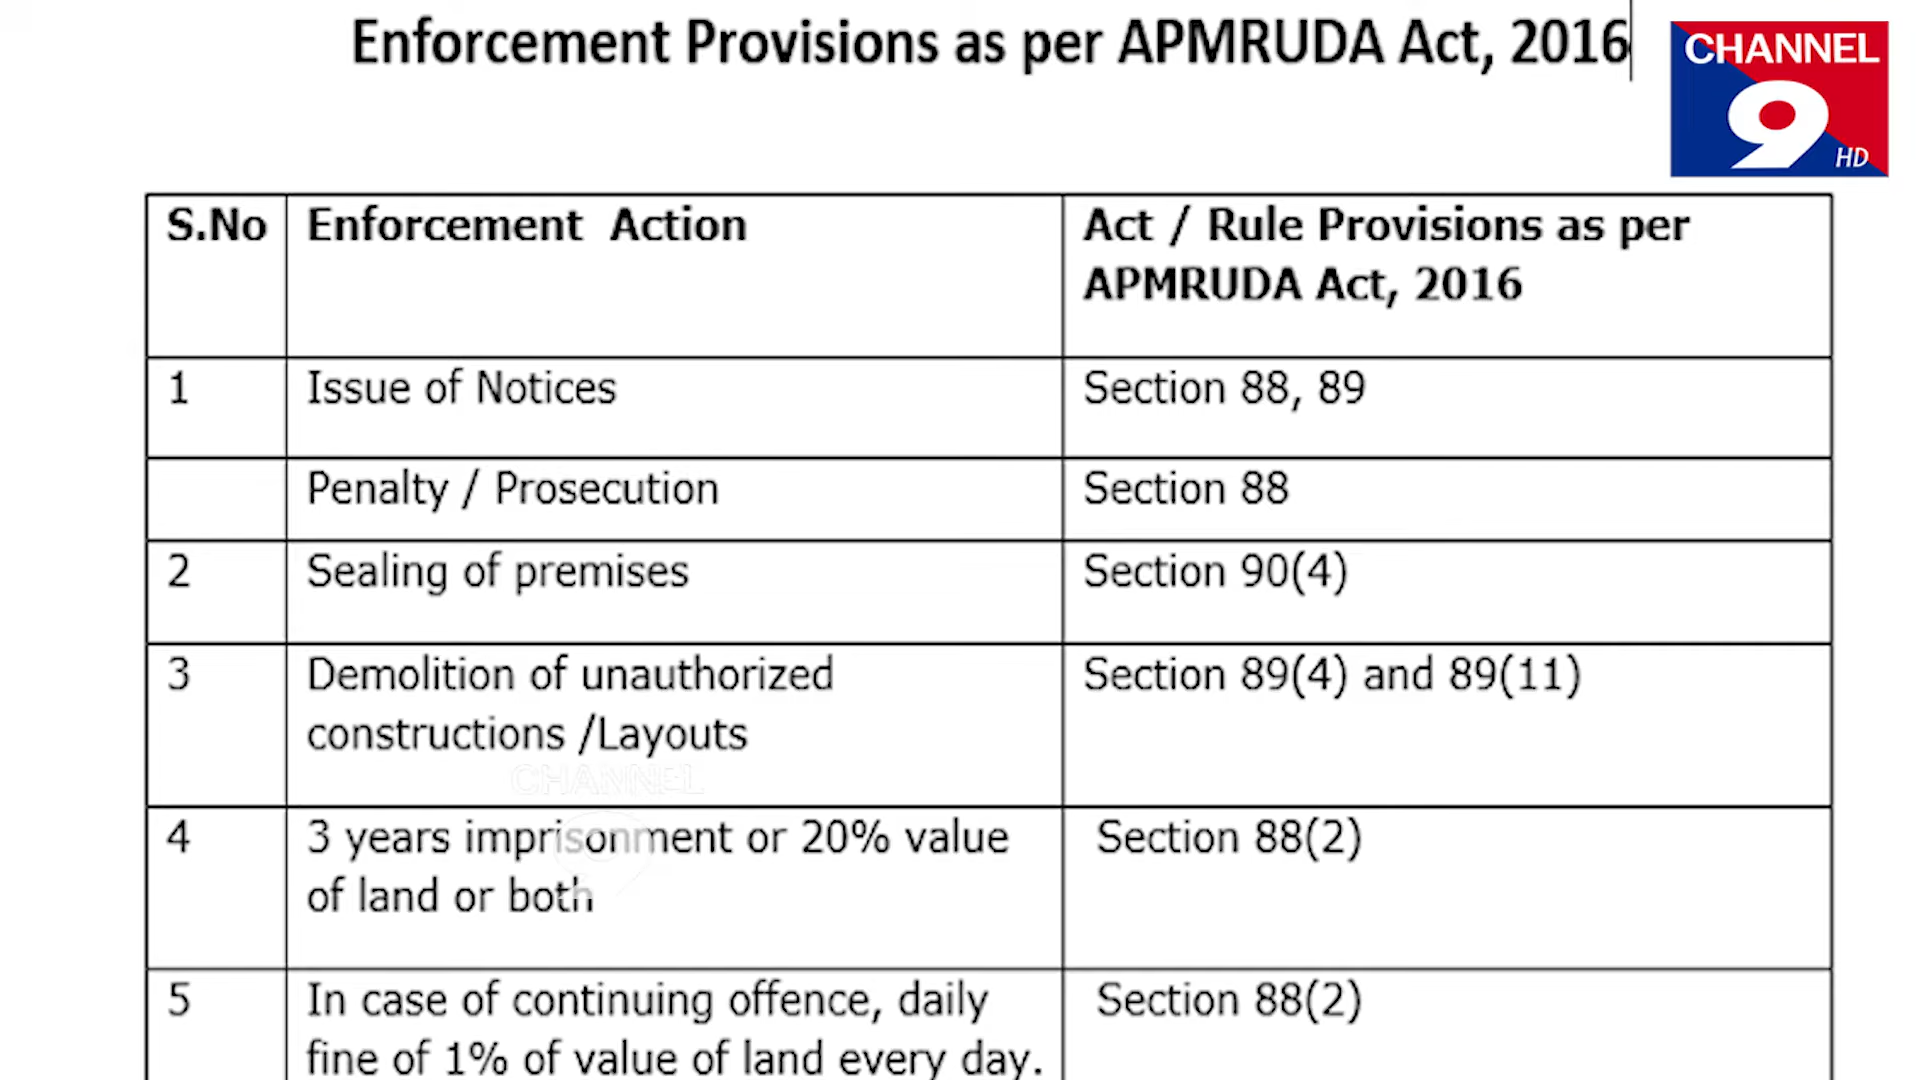 Enforcement Provisions as per APMRUDA Act, 2016
CHANNEL
9
HD
S.No Enforcement Action Act / Rule Provisions as per
APMRUDA Act, 2016
1 Issue of Notices Section 88, 89
Penalty / Prosecution Section 88
2 Sealing of premises Section 90(4)
3 Demolition of unauthorized Section 89(4) and 89(11)
constructions /Layouts
CHANNEL
4 3 years imprisonment or 20% value Section 88(2)
of land or both
5 In case of continuing offence, daily Section 88(2)
fine of 1% of value of land every day.